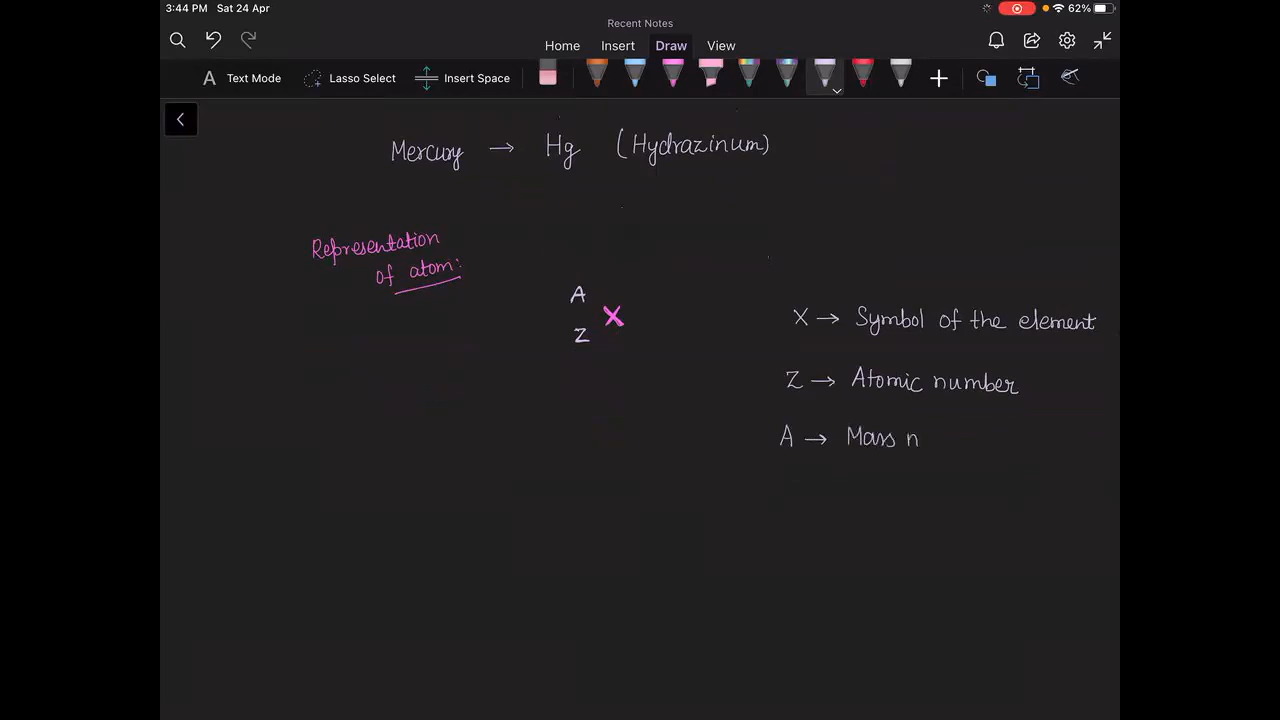 3:44 PM Sat 24 Apr
62%
Recent Notes
Home Insert Draw View
A Text Mode Lasso Select Insert Space
Mercury → Hg (Hydrazinum)
Representation
of atom:
A
X
Z
X → Symbol of the element
Z → Atomic number
A → Mass n